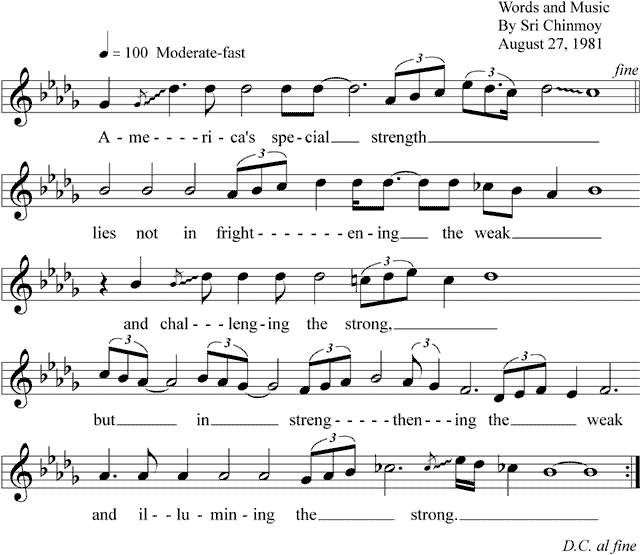 Words and Music
By Sri Chinmoy
August 27, 1981
= 100 Moderate-fast
fine
3 3
A - me - - - - ri - ca's spe - cial strength
3
lies not in fright - - - - - - - en - ing the weak
3
and chal - - - leng - ing the strong,
3 3 3 3 3
but in streng - - - - - then - - - ing the weak
3
and il - - lu - min - ing the strong.
D.C. al fine